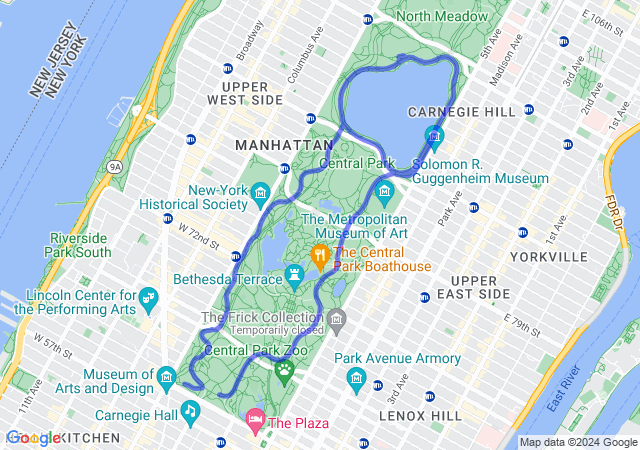 North Meadow
E 106th St
NEW JERSEY
NEW YORK
Broadway
Columbus Ave
5th Ave
Madison Ave
3rd Ave
2nd Ave
1st Ave
UPPER
WEST SIDE
CARNEGIE HILL
MANHATTAN
9A
Central Park
Solomon R.
Guggenheim Museum
New-York
Historical Society
The Metropolitan
Museum of Art
Park Ave
FDR Dr
1st Ave
W 72nd St
Riverside
Park South
The Central
Park Boathouse
YORKVILLE
Bethesda Terrace
UPPER
EAST SIDE
Lincoln Center for
the Performing Arts
The Frick Collection
Temporarily closed
E 79th St
W 57th St
Central Park Zoo
Park Avenue Armory
Museum of
Arts and Design
3rd Ave
East River
11th Ave
Carnegie Hall
The Plaza
LENOX HILL
Google
KITCHEN
Map data ©2024 Google